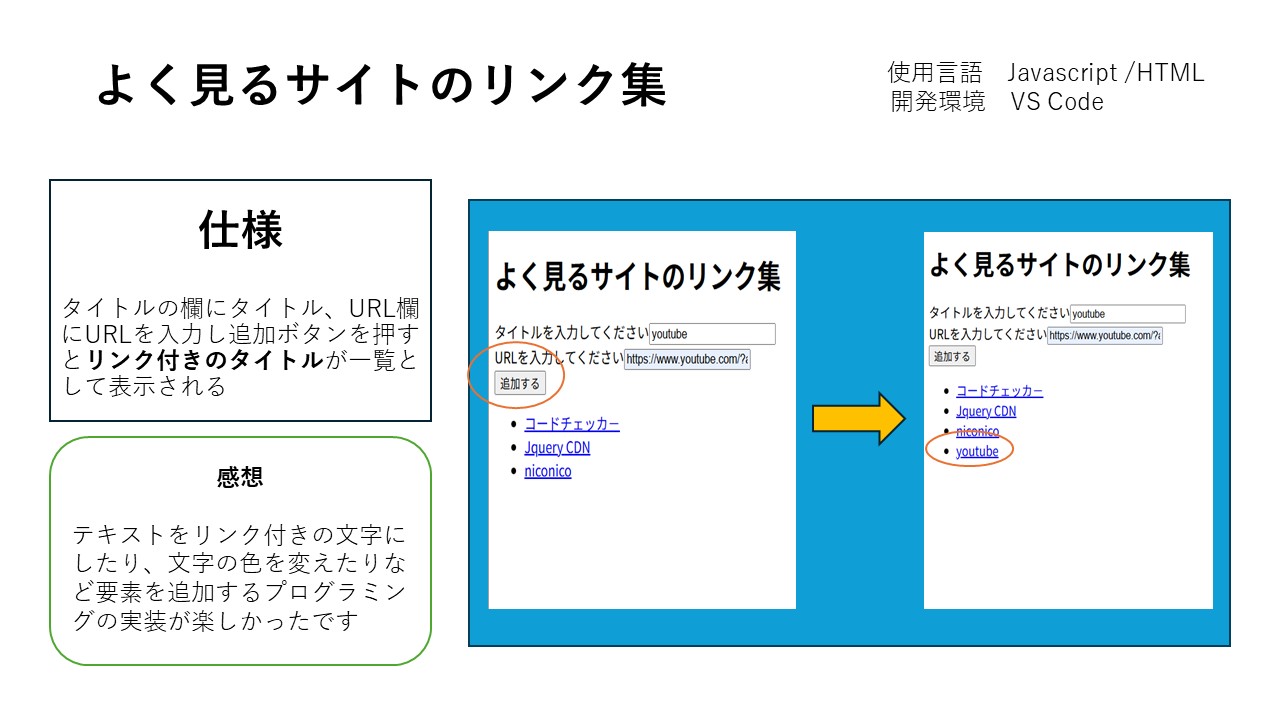 よく見るサイトのリンク集
使用言語　Javascript /HTML
開発環境　VS Code
仕様
タイトルの欄にタイトル、URL欄
にURLを入力し追加ボタンを押す
とリンク付きのタイトルが一覧と
して表示される
感想
テキストをリンク付きの文字に
したり、文字の色を変えたりな
ど要素を追加するプログラミン
グの実装が楽しかったです
よく見るサイトのリンク集
タイトルを入力してください youtube
URLを入力してください https://www.youtube.com/?
追加する
コードチェッカー
Jquery CDN
niconico
よく見るサイトのリンク集
タイトルを入力してください youtube
URLを入力してください https://www.youtube.com/?
追加する
コードチェッカー
Jquery CDN
niconico
youtube